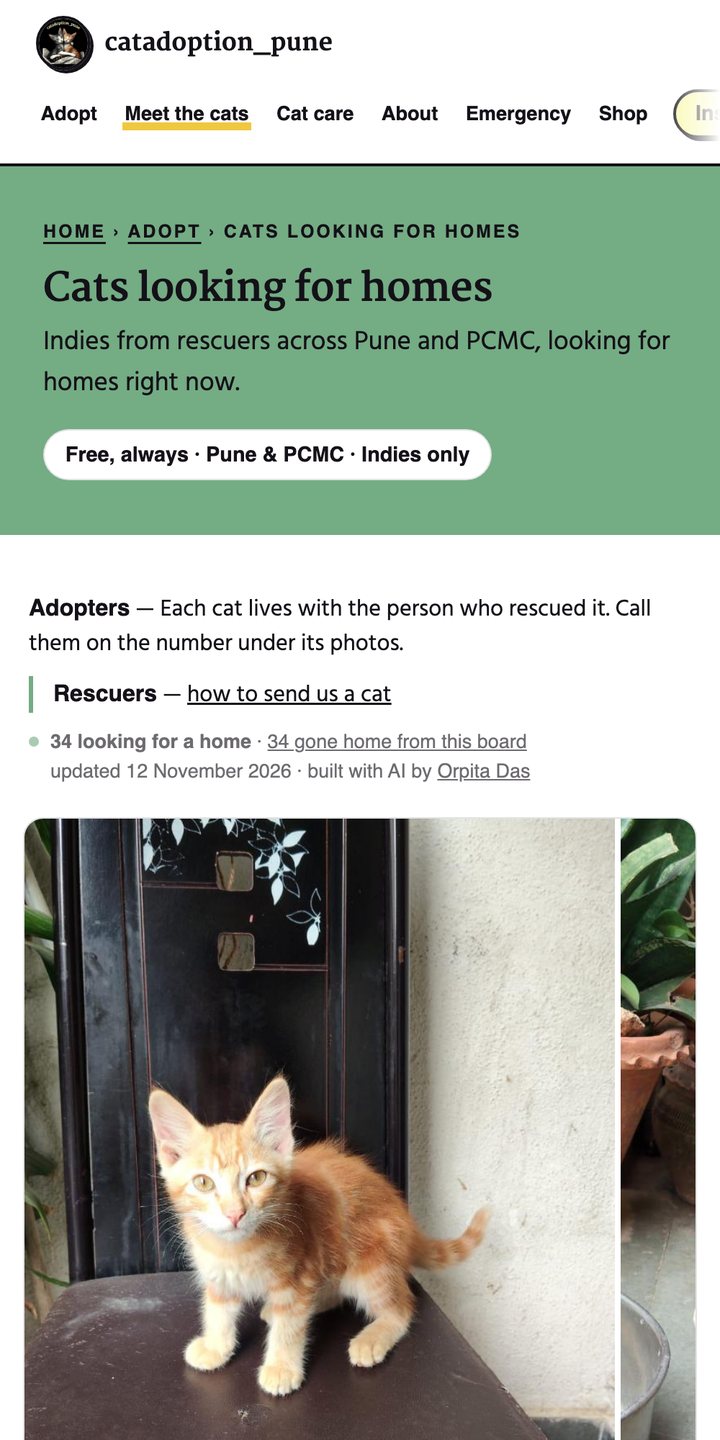 catadoption_pune
Adopt Meet the cats Cat care About Emergency Shop
HOME › ADOPT › CATS LOOKING FOR HOMES
Cats looking for homes
Indies from rescuers across Pune and PCMC, looking for
homes right now.
Free, always · Pune & PCMC · Indies only
Adopters — Each cat lives with the person who rescued it. Call
them on the number under its photos.
Rescuers — how to send us a cat
34 looking for a home · 34 gone home from this board
updated 12 November 2026 · built with AI by Orpita Das